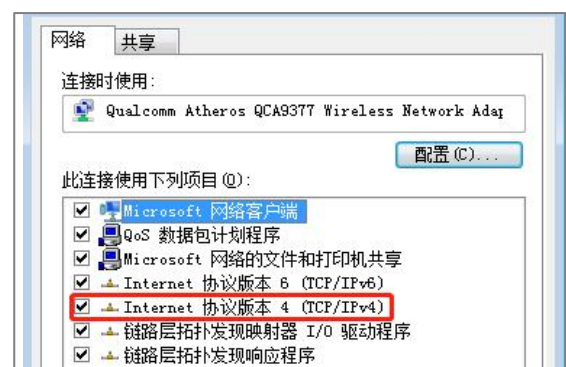 网络 共享
连接时使用:
Qualcomm Atheros QCA9377 Wireless Network Adap
配置(C)...
此连接使用下列项目(O):
Microsoft 网络客户端
QoS 数据包计划程序
Microsoft 网络的文件和打印机共享
Internet 协议版本 6 (TCP/IPv6)
Internet 协议版本 4 (TCP/IPv4)
链路层拓扑发现映射器 I/O 驱动程序
链路层拓扑发现响应程序